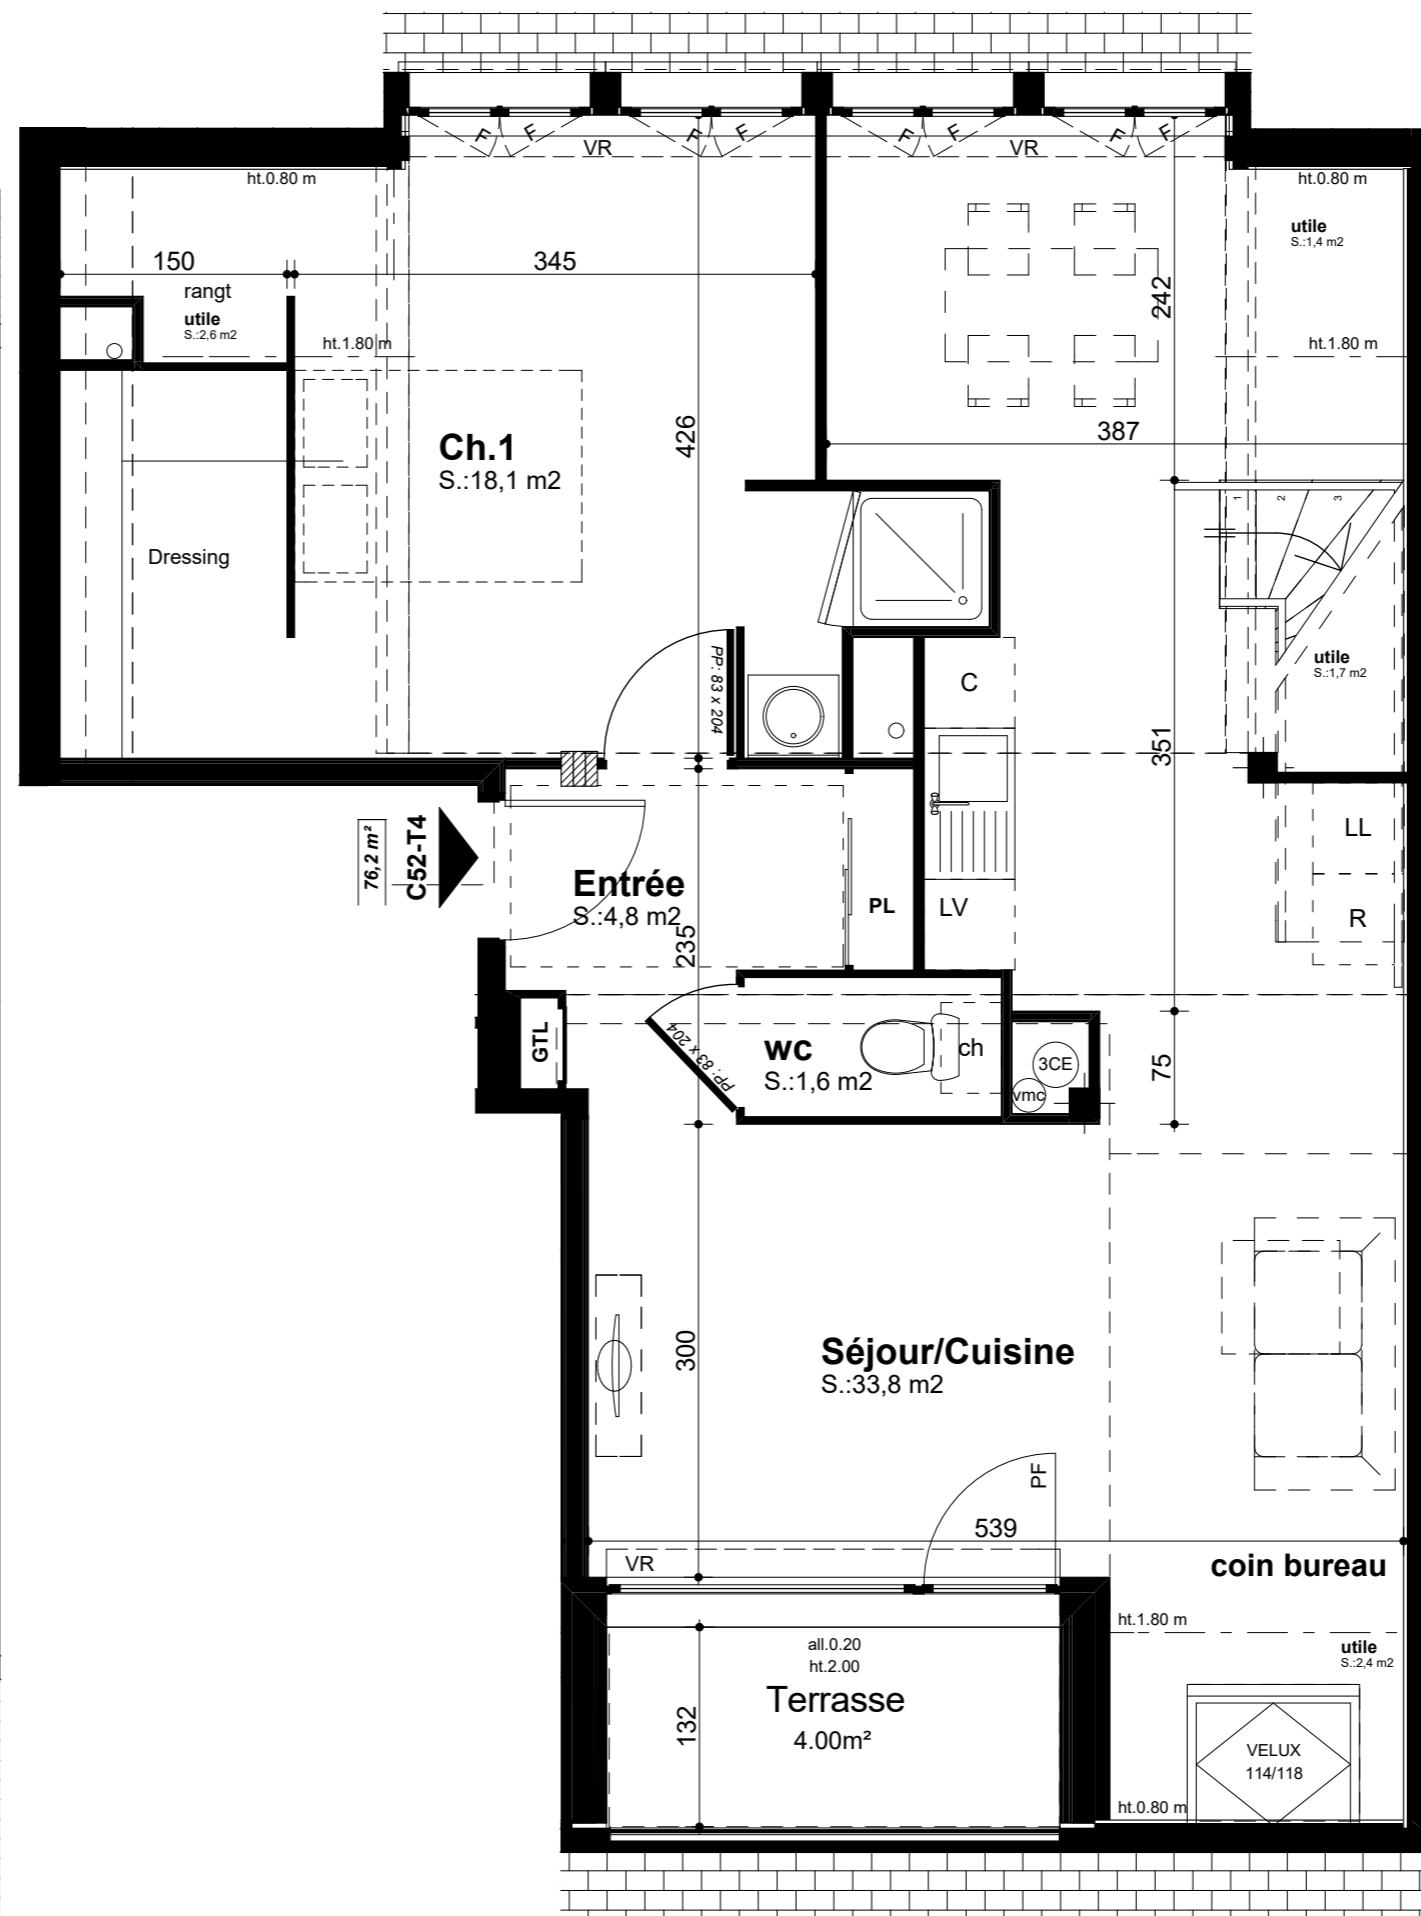 F F F F F F F F
VR VR
ht.0.80 m
ht.0.80 m
utile
S.:1,4 m2
150
345
242
rangt
utile
S.:2,6 m2
ht.1.80 m
ht.1.80 m
426
387
Ch.1
S.:18,1 m2
1 2 3
Dressing
PP: 83 x 204
utile
S.:1,7 m2
C
351
76,2 m²
C52-T4
Entrée
S.:4,8 m2
235
PL
LV
LL
R
GTL
PP: 83 x 204
wc
S.:1,6 m2
ch
3CE
vmc
75
300
Séjour/Cuisine
S.:33,8 m2
PF
539
VR
coin bureau
ht.1.80 m
all.0.20
ht.2.00
utile
S.:2,4 m2
Terrasse
4.00m²
132
VELUX
114/118
ht.0.80 m